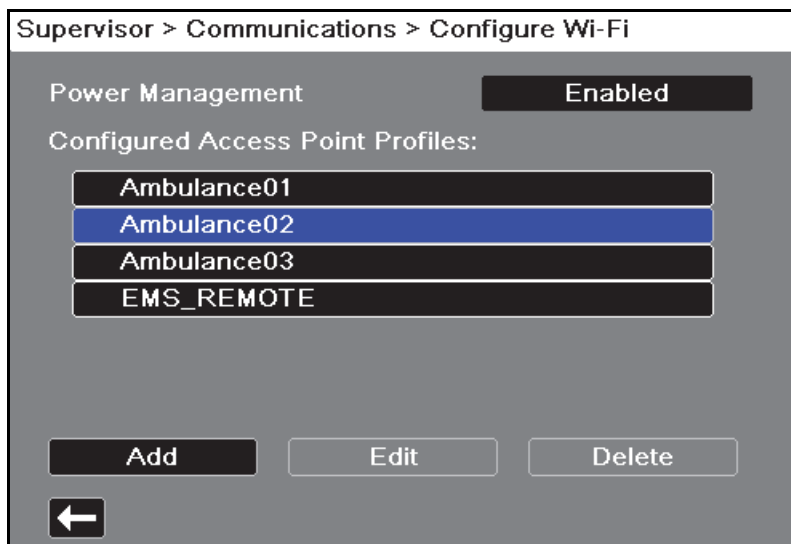 Supervisor > Communications > Configure Wi-Fi
Power Management Enabled
Configured Access Point Profiles:
Ambulance01
Ambulance02
Ambulance03
EMS_REMOTE
Add Edit Delete